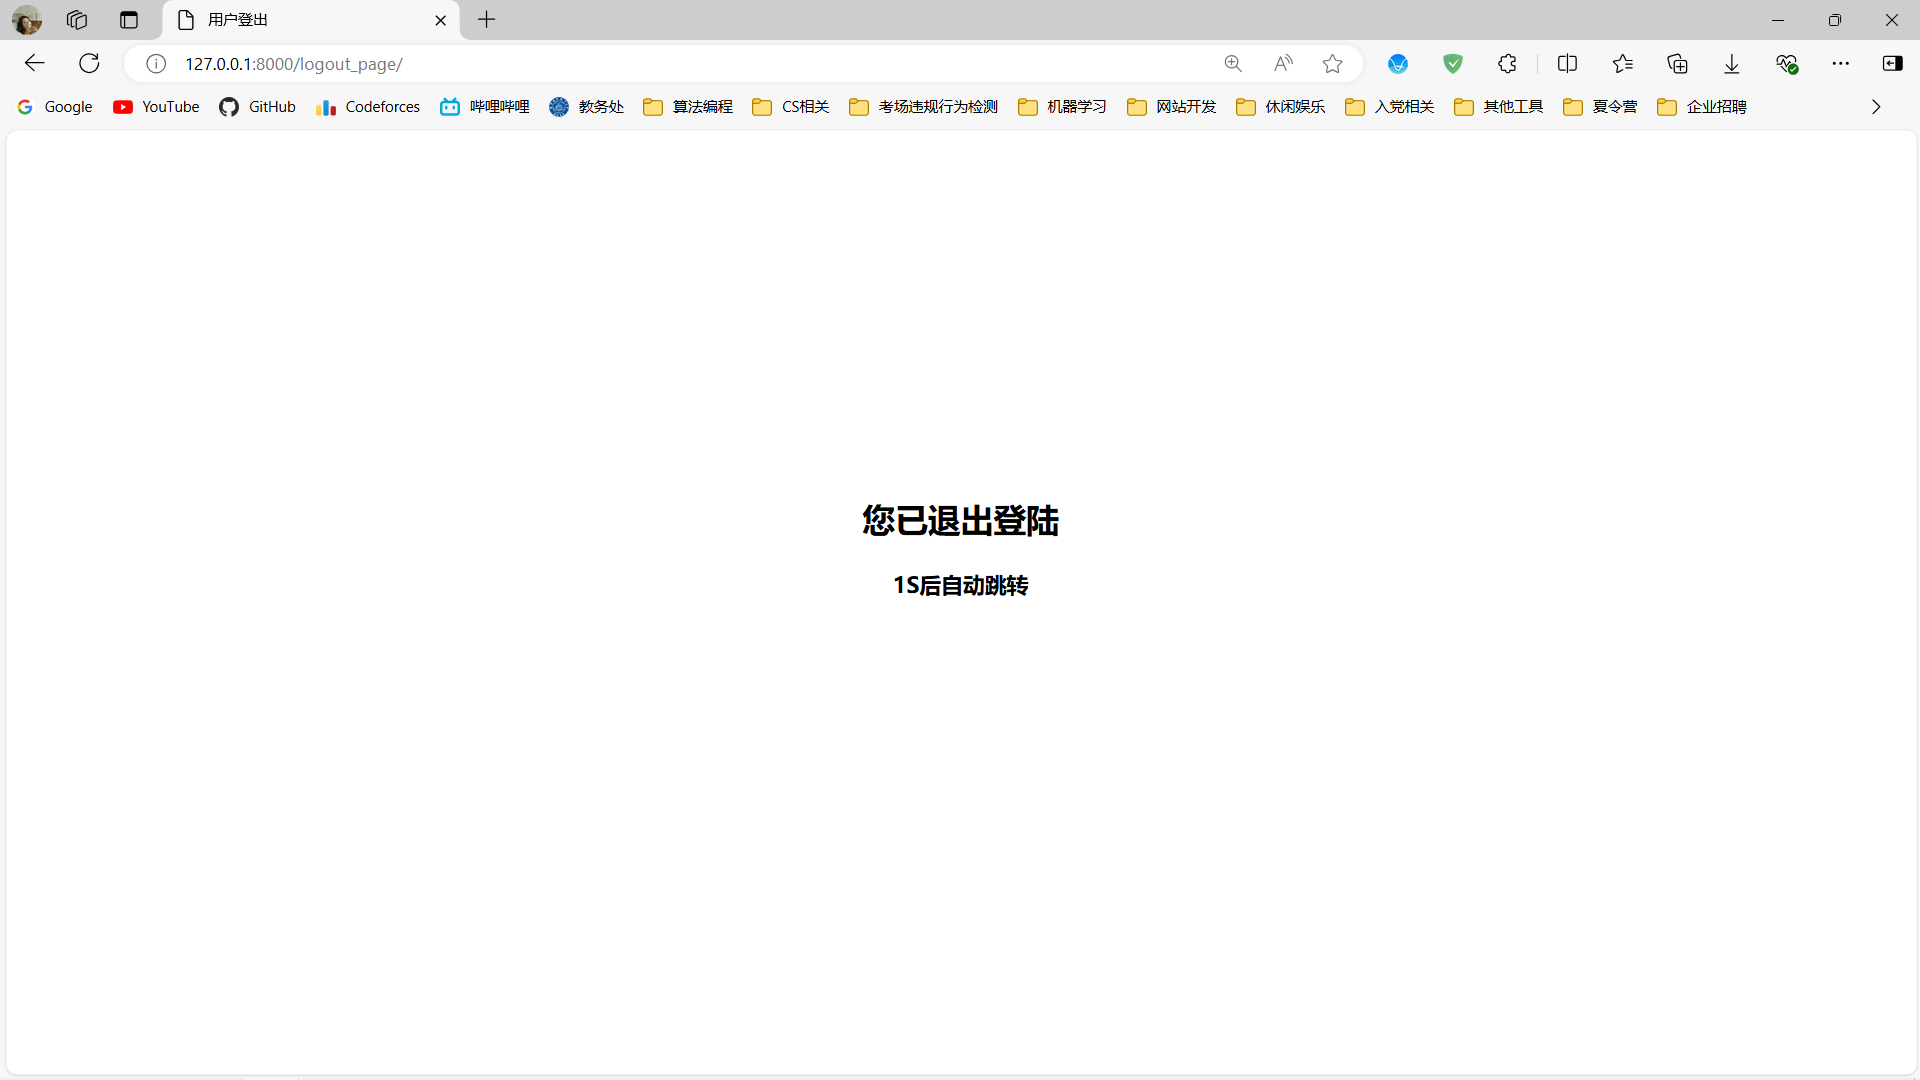 用户登出
127.0.0.1:8000/logout_page/
Google YouTube GitHub Codeforces 哔哩哔哩 教务处 算法编程 CS相关 考场违规行为检测 机器学习 网站开发 休闲娱乐 入党相关 其他工具 夏令营 企业招聘
您已退出登陆
1S后自动跳转